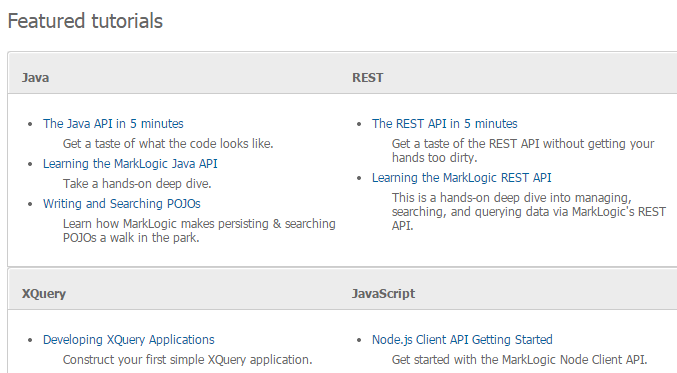 Featured tutorials
Java
The Java API in 5 minutes
Get a taste of what the code looks like.
Learning the MarkLogic Java API
Take a hands-on deep dive.
Writing and Searching POJOs
Learn how MarkLogic makes persisting & searching
POJOs a walk in the park.
REST
The REST API in 5 minutes
Get a taste of the REST API without getting your
hands too dirty.
Learning the MarkLogic REST API
This is a hands-on deep dive into managing,
searching, and querying data via MarkLogic's REST
API.
XQuery
Developing XQuery Applications
Construct your first simple XQuery application.
JavaScript
Node.js Client API Getting Started
Get started with the MarkLogic Node Client API.